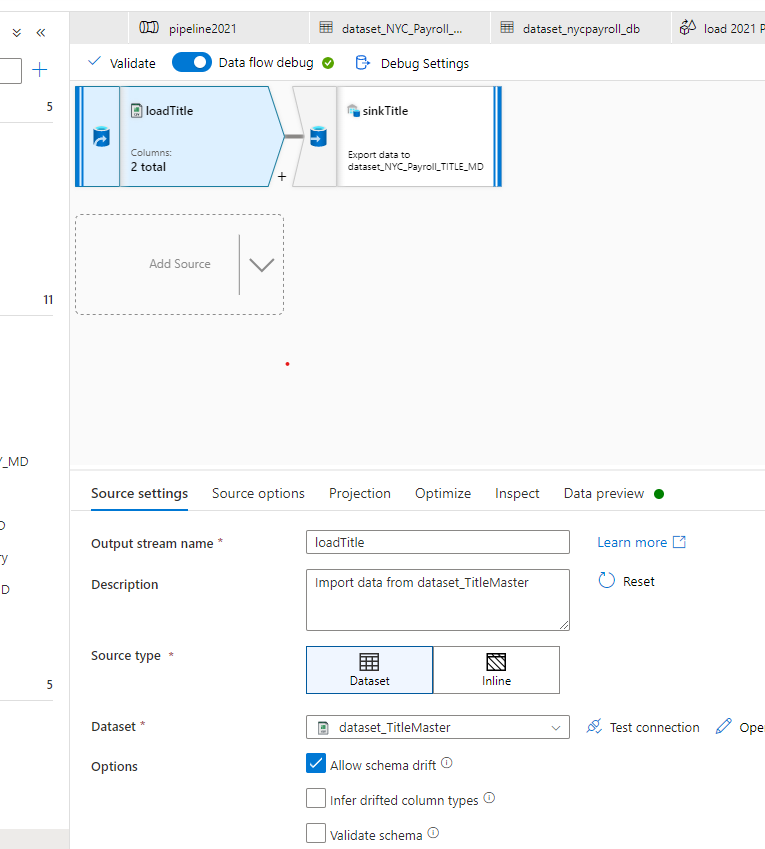 pipeline2021
dataset_NYC_Payroll_...
dataset_nycpayroll_db
load 2021 P
Validate
Data flow debug
Debug Settings
5
11
Y_MD
D
ry
D
5
loadTitle
Columns:
2 total
+
sinkTitle
Export data to
dataset_NYC_Payroll_TITLE_MD
Add Source
Source settings
Source options
Projection
Optimize
Inspect
Data preview
Output stream name *
loadTitle
Learn more
Description
Import data from dataset_TitleMaster
Reset
Source type *
Dataset
Inline
Dataset *
dataset_TitleMaster
Test connection
Open
Options
Allow schema drift
Infer drifted column types
Validate schema